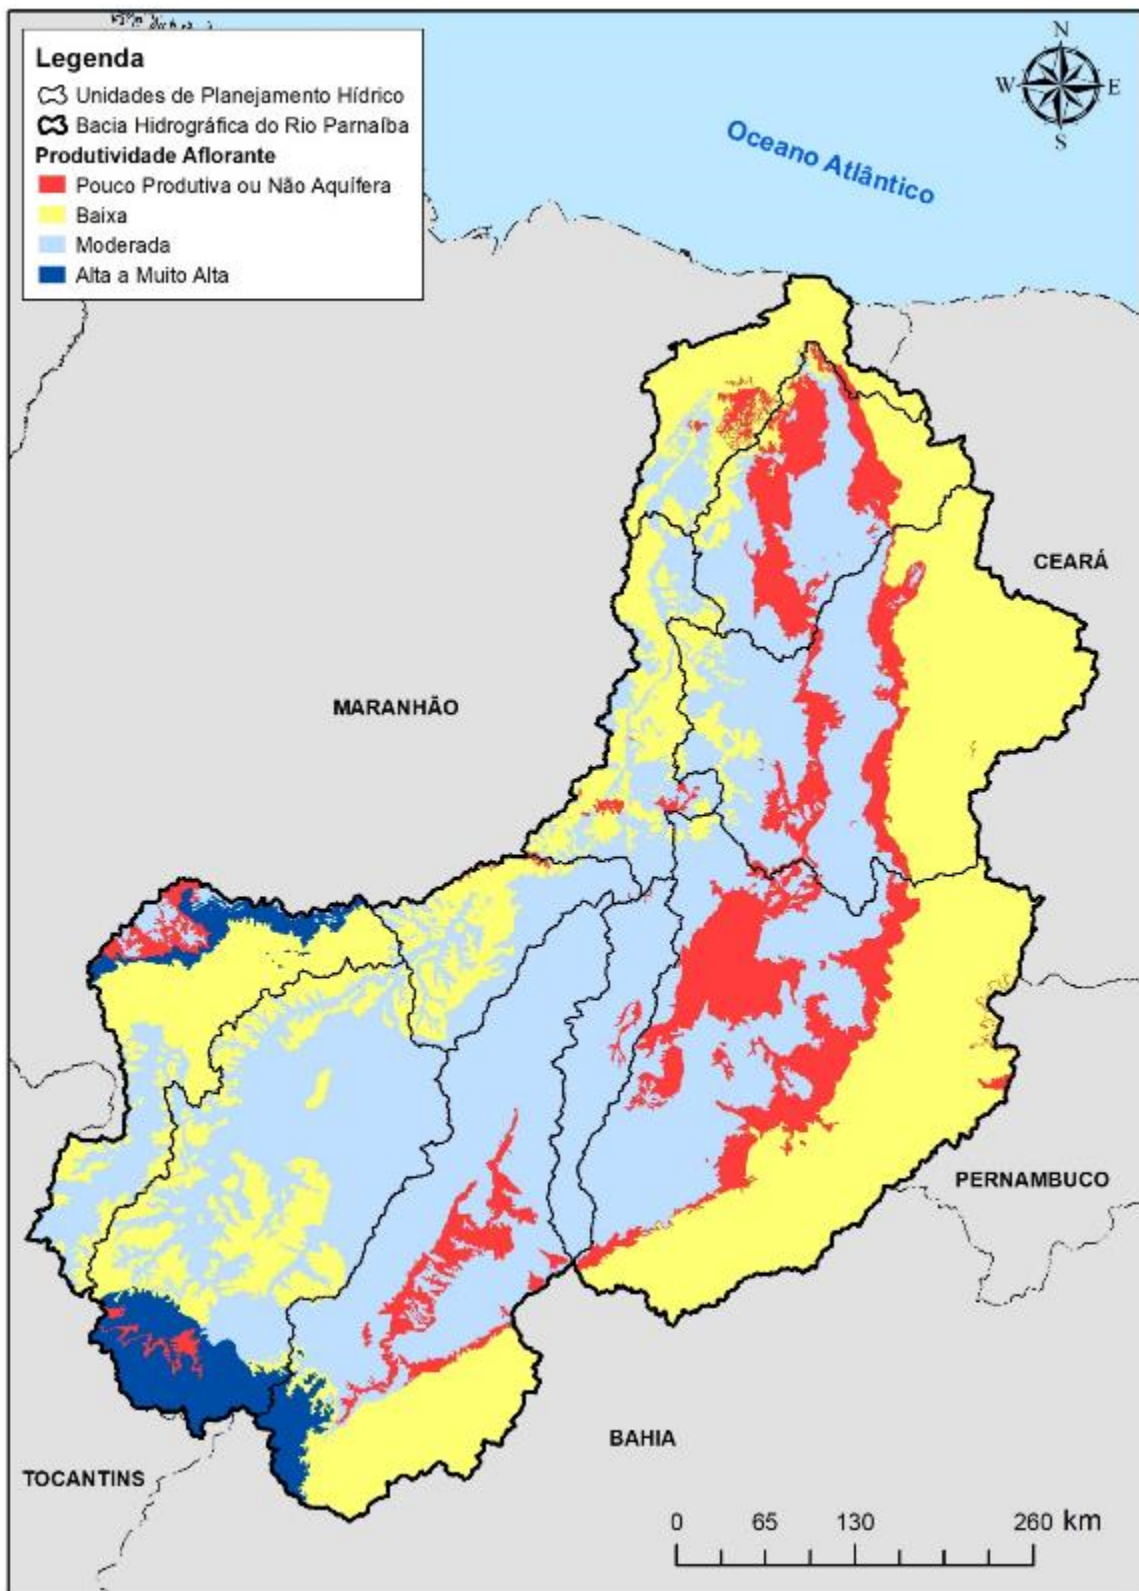 Legenda
Unidades de Planejamento Hídrico
Bacia Hidrográfica do Rio Parnaíba
Produtividade Aflorante
Pouco Produtiva ou Não Aquífera
Baixa
Moderada
Alta a Muito Alta
N
W E
S
Oceano Atlântico
CEARÁ
MARANHÃO
PERNAMBUCO
BAHIA
TOCANTINS
0 65 130 260 km